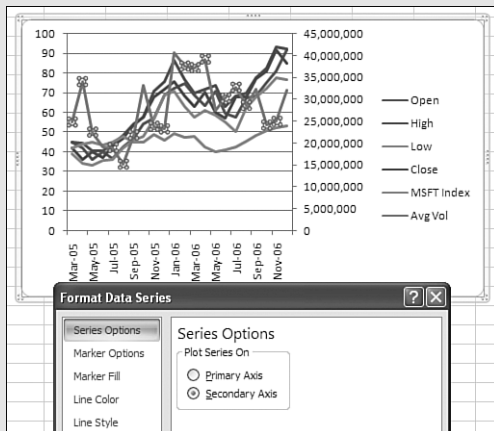 100
90
80
70
60
50
40
30
20
10
0
45,000,000
40,000,000
35,000,000
30,000,000
25,000,000
20,000,000
15,000,000
10,000,000
5,000,000
0
Mar-05
May-05
Jul-05
Sep-05
Nov-05
Jan-06
Mar-06
May-06
Jul-06
Sep-06
Nov-06
Open
High
Low
Close
MSFT Index
Avg Vol
Format Data Series
Series Options
Marker Options
Marker Fill
Line Color
Line Style
Series Options
Plot Series On
Primary Axis
Secondary Axis